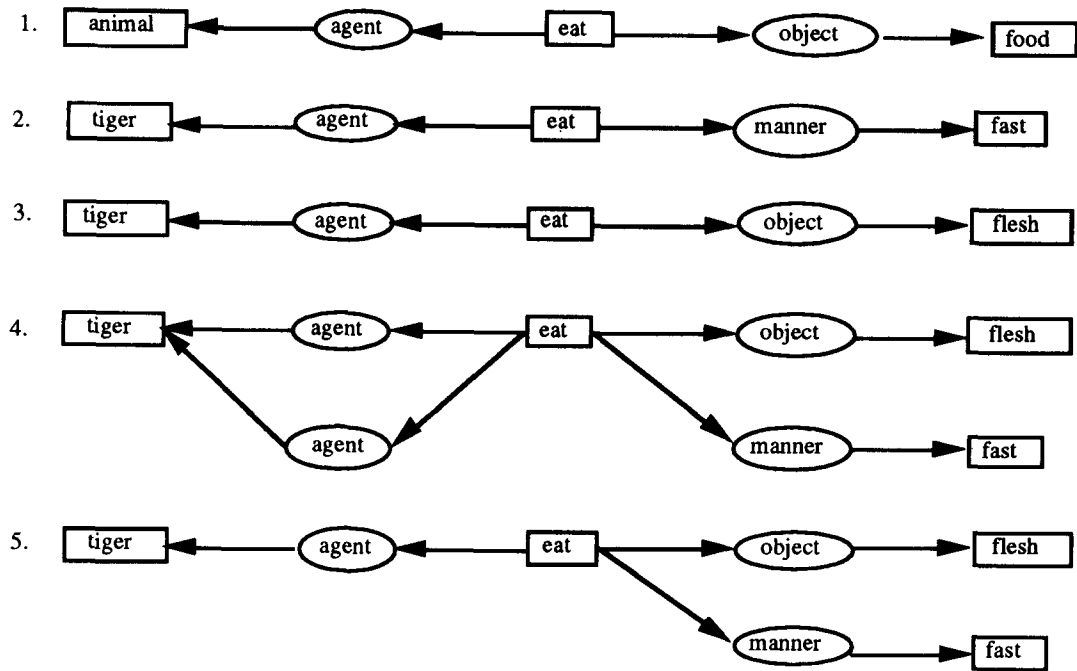 1. animal agent eat object food
2. tiger agent eat manner fast
3. tiger agent eat object flesh
4. tiger agent eat object flesh
agent manner fast
5. tiger agent eat object flesh
manner fast